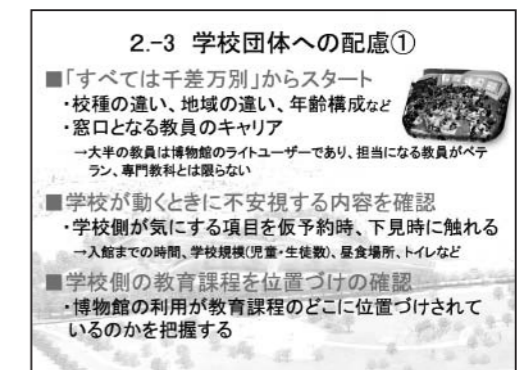 2.-3 学校団体への配慮①
■「すべては千差万別」からスタート
・校種の違い、地域の違い、年齢構成など
・窓口となる教員のキャリア
→大半の教員は博物館のライトユーザーであり、担当になる教員がベテ
ラン、専門教科とは限らない
■学校が動くときに不安視する内容を確認
・学校側が気にする項目を仮予約時、下見時に触れる
→入館までの時間、学校規模(児童・生徒数)、昼食場所、トイレなど
■学校側の教育課程を位置づけの確認
・博物館の利用が教育課程のどこに位置づけされて
いるのかを把握する